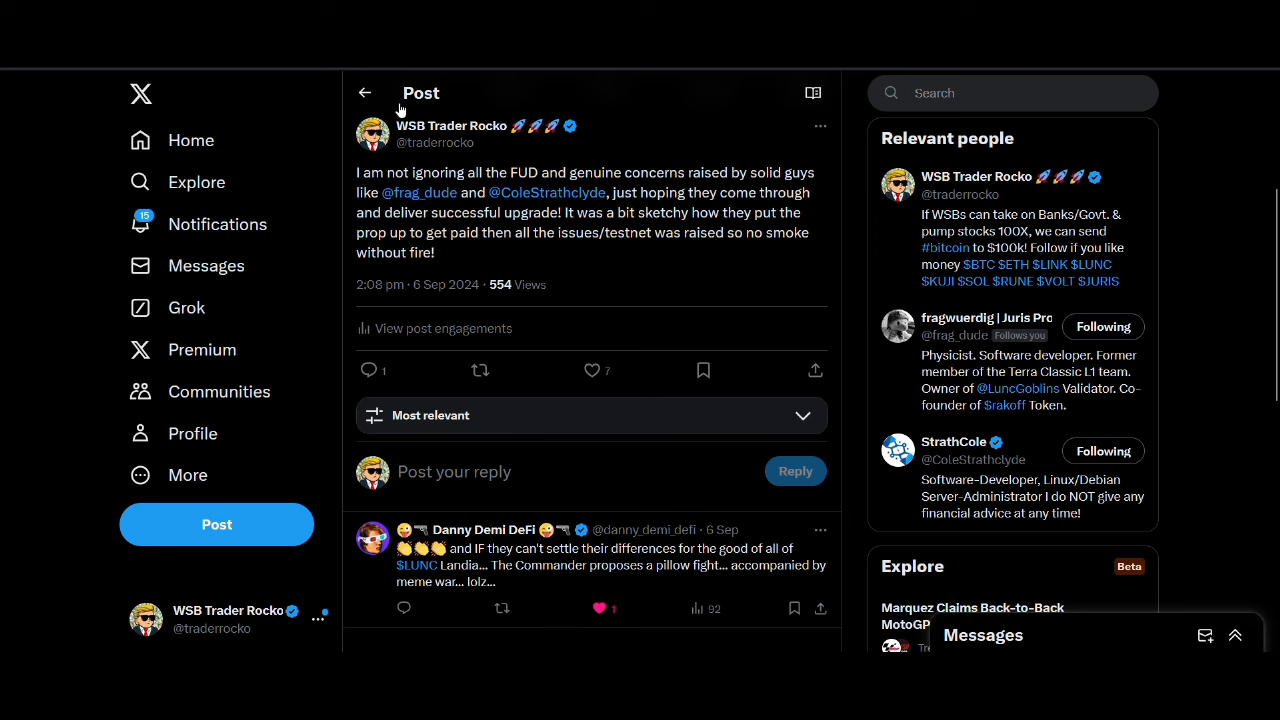 Post
Search
WSB Trader Rocko 🚀🚀🚀
@traderrocko
I am not ignoring all the FUD and genuine concerns raised by solid guys
like @frag_dude and @ColeStrathclyde, just hoping they come through
and deliver successful upgrade! It was a bit sketchy how they put the
prop up to get paid then all the issues/testnet was raised so no smoke
without fire!
2:08 pm · 6 Sep 2024 · 554 Views
View post engagements
1
7
Most relevant
Post your reply
Reply
😜🔫 Danny Demi DeFi 😜🔫 @danny_demi_defi · 6 Sep
👏👏👏 and IF they can't settle their differences for the good of all of
$LUNC Landia... The Commander proposes a pillow fight... accompanied by
meme war... lolz...
1
92
Home
Explore
15
Notifications
Messages
Grok
Premium
Communities
Profile
More
Post
WSB Trader Rocko
@traderrocko
Relevant people
WSB Trader Rocko 🚀🚀🚀
@traderrocko
If WSBs can take on Banks/Govt. &
pump stocks 100X, we can send
#bitcoin to $100k! Follow if you like
money $BTC $ETH $LINK $LUNC
$KUJI $SOL $RUNE $VOLT $JURIS
fragwuerdig | Juris Pro
@frag_dude Follows you
Following
Physicist. Software developer. Former
member of the Terra Classic L1 team.
Owner of @LuncGoblins Validator. Co-
founder of $rakoff Token.
StrathCole
@ColeStrathclyde
Following
Software-Developer, Linux/Debian
Server-Administrator I do NOT give any
financial advice at any time!
Explore
Beta
Marquez Claims Back-to-Back
MotoGP
Messages